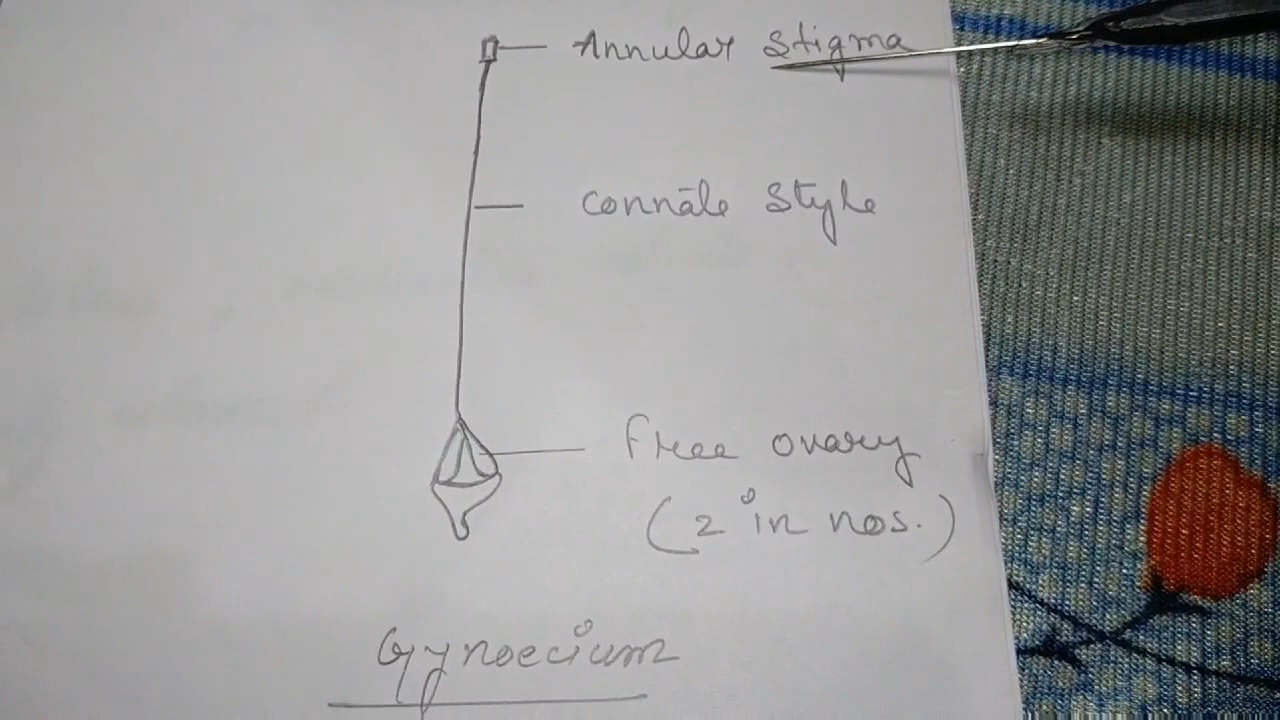 Annular Stigma
Connate Style
Free ovary
(2 in nos.)
Gynoecium